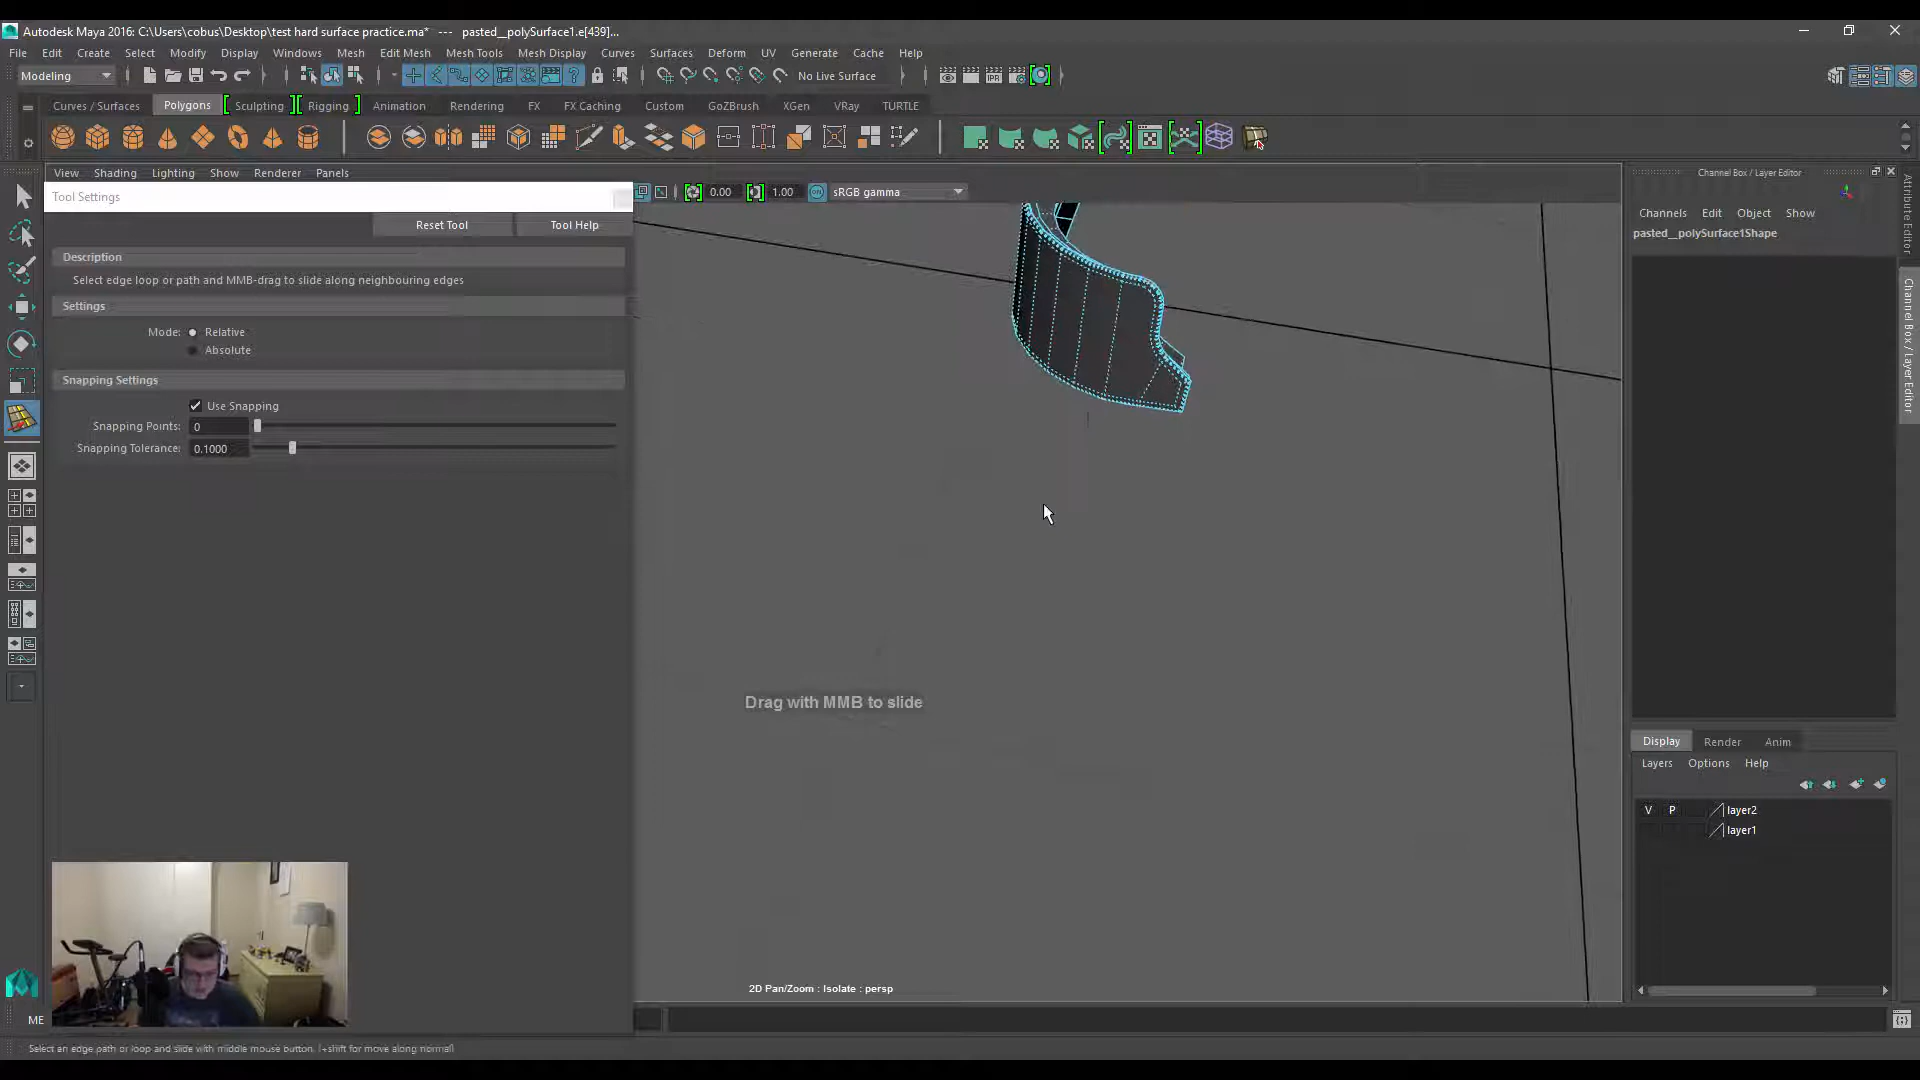 Autodesk Maya 2016: C:\Users\cobus\Desktop\test hard surface practice.ma* --- pasted__polySurface1.e[439]...
File Edit Create Select Modify Display Windows Mesh Edit Mesh Mesh Tools Mesh Display Curves Surfaces Deform UV Generate Cache Help
Modeling No Live Surface
Curves / Surfaces Polygons Sculpting Rigging Animation Rendering FX FX Caching Custom GoZBrush XGen VRay TURTLE
View Shading Lighting Show Renderer Panels
Tool Settings
0.00 1.00 sRGB gamma
Reset Tool Tool Help
Description
Select edge loop or path and MMB-drag to slide along neighbouring edges
Settings
Mode: Relative
Absolute
Snapping Settings
Use Snapping
Snapping Points: 0
Snapping Tolerance: 0.1000
Drag with MMB to slide
2D Pan/Zoom : Isolate : persp
Channel Box / Layer Editor
Channels Edit Object Show
pasted__polySurface1Shape
Attribute Editor
Channel Box / Layer Editor
Display Render Anim
Layers Options Help
V P layer2
layer1
ME
Select an edge path or loop and slide with middle mouse button. (+shift for move along normal)